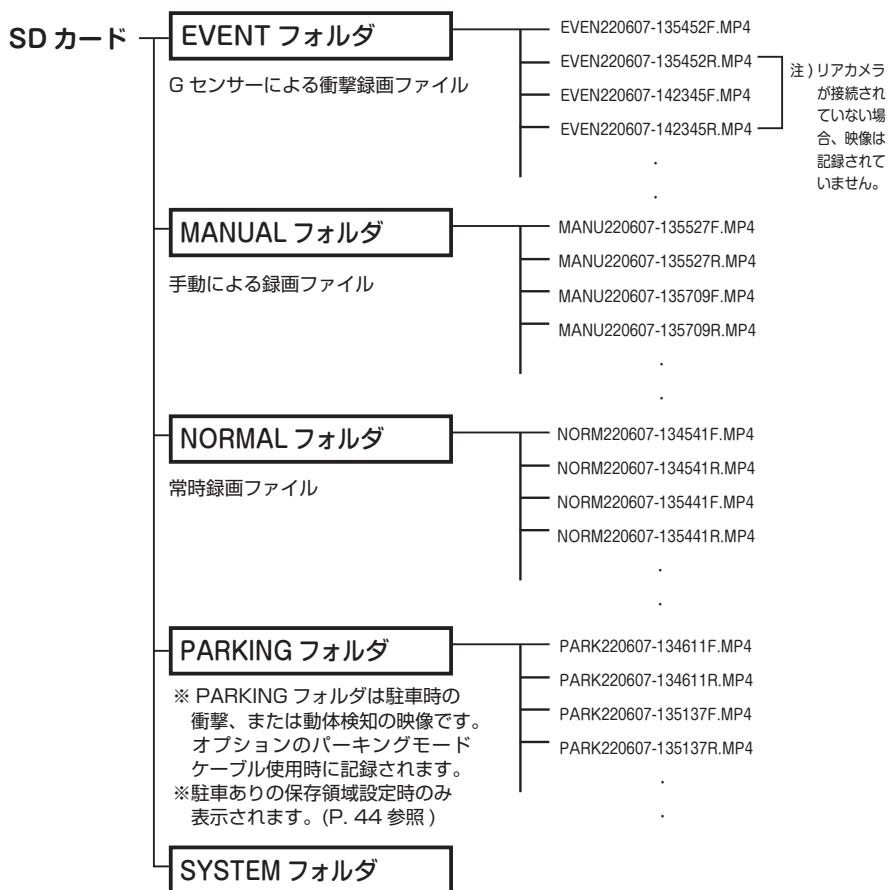 SD カード
EVENT フォルダ
G センサーによる衝撃録画ファイル
EVEN220607-135452F.MP4
EVEN220607-135452R.MP4
EVEN220607-142345F.MP4
EVEN220607-142345R.MP4
注 ) リアカメラ
が接続され
ていない場
合、映像は
記録されて
いません。
MANUAL フォルダ
手動による録画ファイル
MANU220607-135527F.MP4
MANU220607-135527R.MP4
MANU220607-135709F.MP4
MANU220607-135709R.MP4
NORMAL フォルダ
常時録画ファイル
NORM220607-134541F.MP4
NORM220607-134541R.MP4
NORM220607-135441F.MP4
NORM220607-135441R.MP4
PARKING フォルダ
※ PARKING フォルダは駐車時の
衝撃、または動体検知の映像です。
オプションのパーキングモード
ケーブル使用時に記録されます。
※駐車ありの保存領域設定時のみ
表示されます。(P. 44 参照 )
PARK220607-134611F.MP4
PARK220607-134611R.MP4
PARK220607-135137F.MP4
PARK220607-135137R.MP4
SYSTEM フォルダ